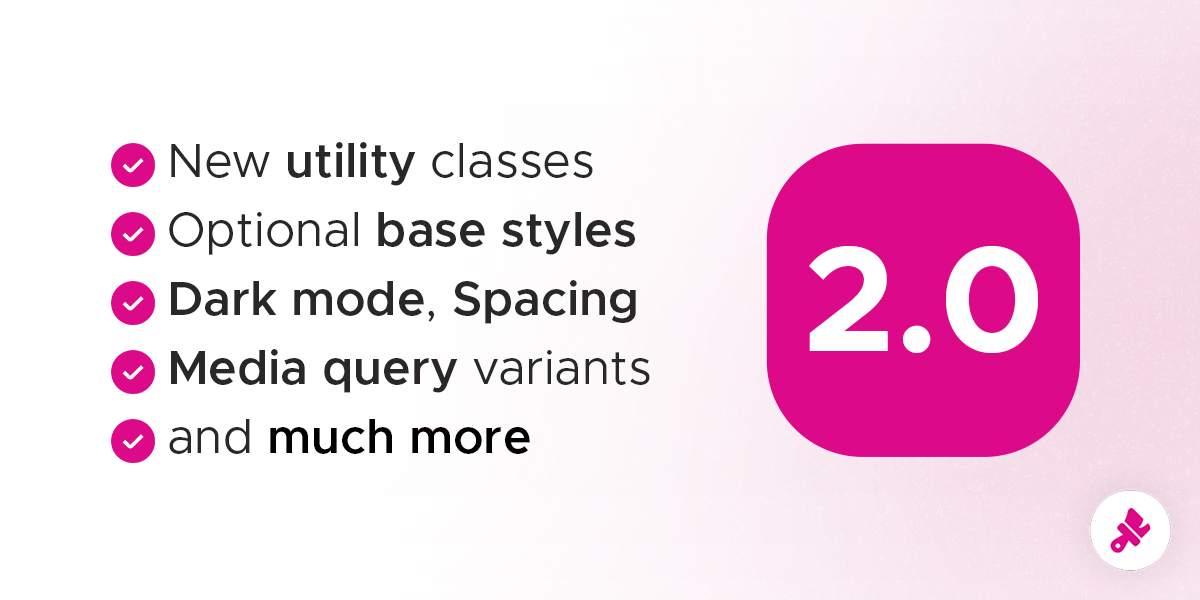 New utility classes
Optional base styles
Dark mode, Spacing
Media query variants
and much more
2.0